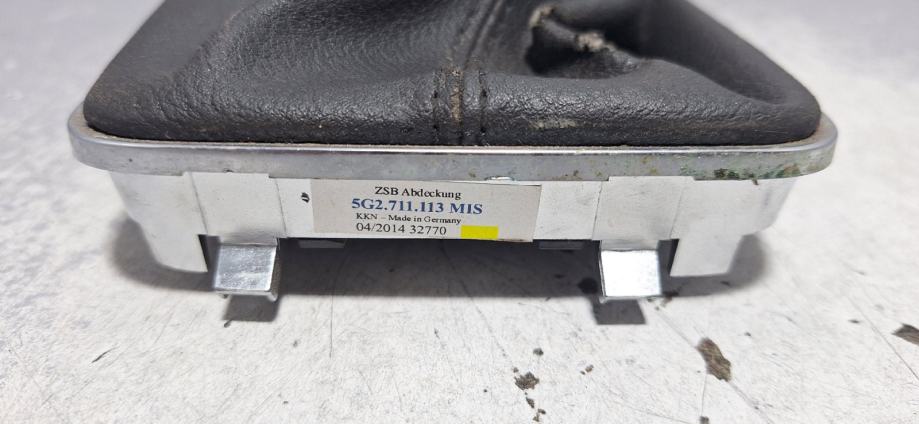 ZSB Abdeckung
5G2.711.113 MIS
KKN – Made in Germany
04/2014 32770